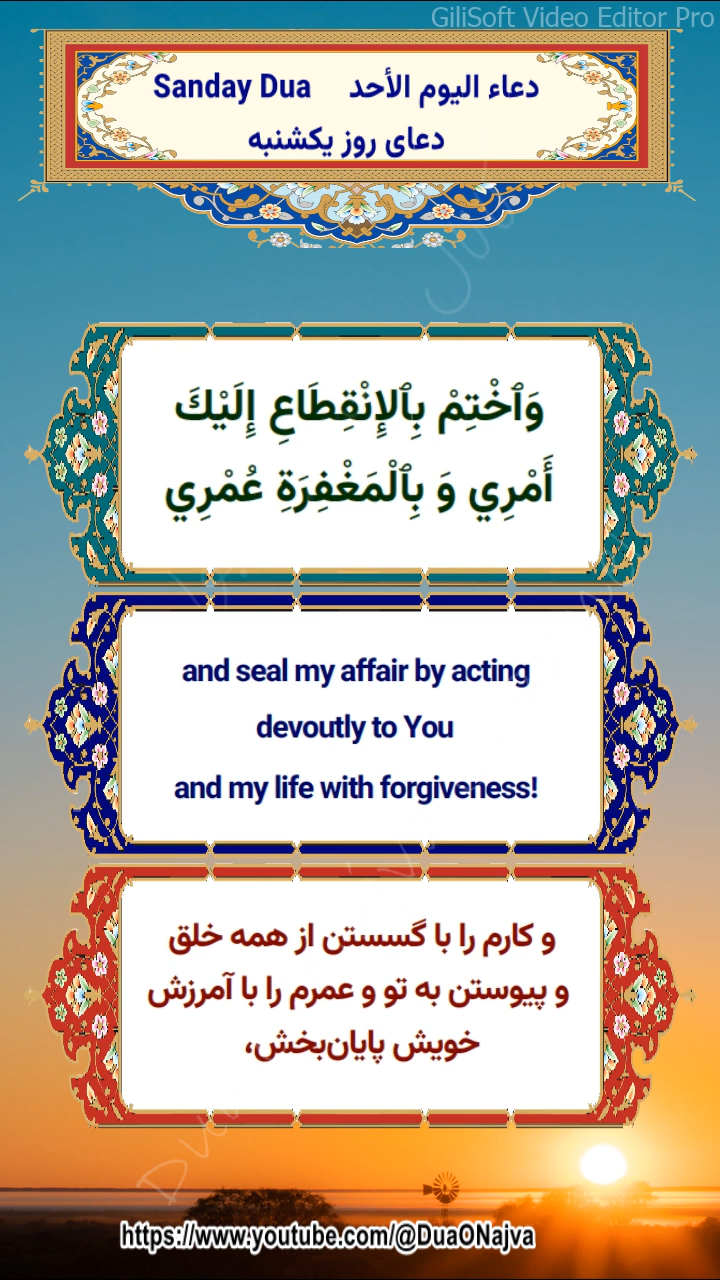 GiliSoft Video Editor Pro
Sanday Dua دعاء اليوم الأحد
دعای روز یکشنبه
وَٱخْتِمْ بِٱلإِنْقِطَاعِ إِلَيْكَ
أَمْرِي وَ بِٱلْمَغْفِرَةِ عُمْرِي
and seal my affair by acting
devoutly to You
and my life with forgiveness!
و کارم را با گسستن از همه خلق
و پیوستن به تو و عمرم را با آمرزش
خویش پایان‌بخش،
https://www.youtube.com/@DuaONajva